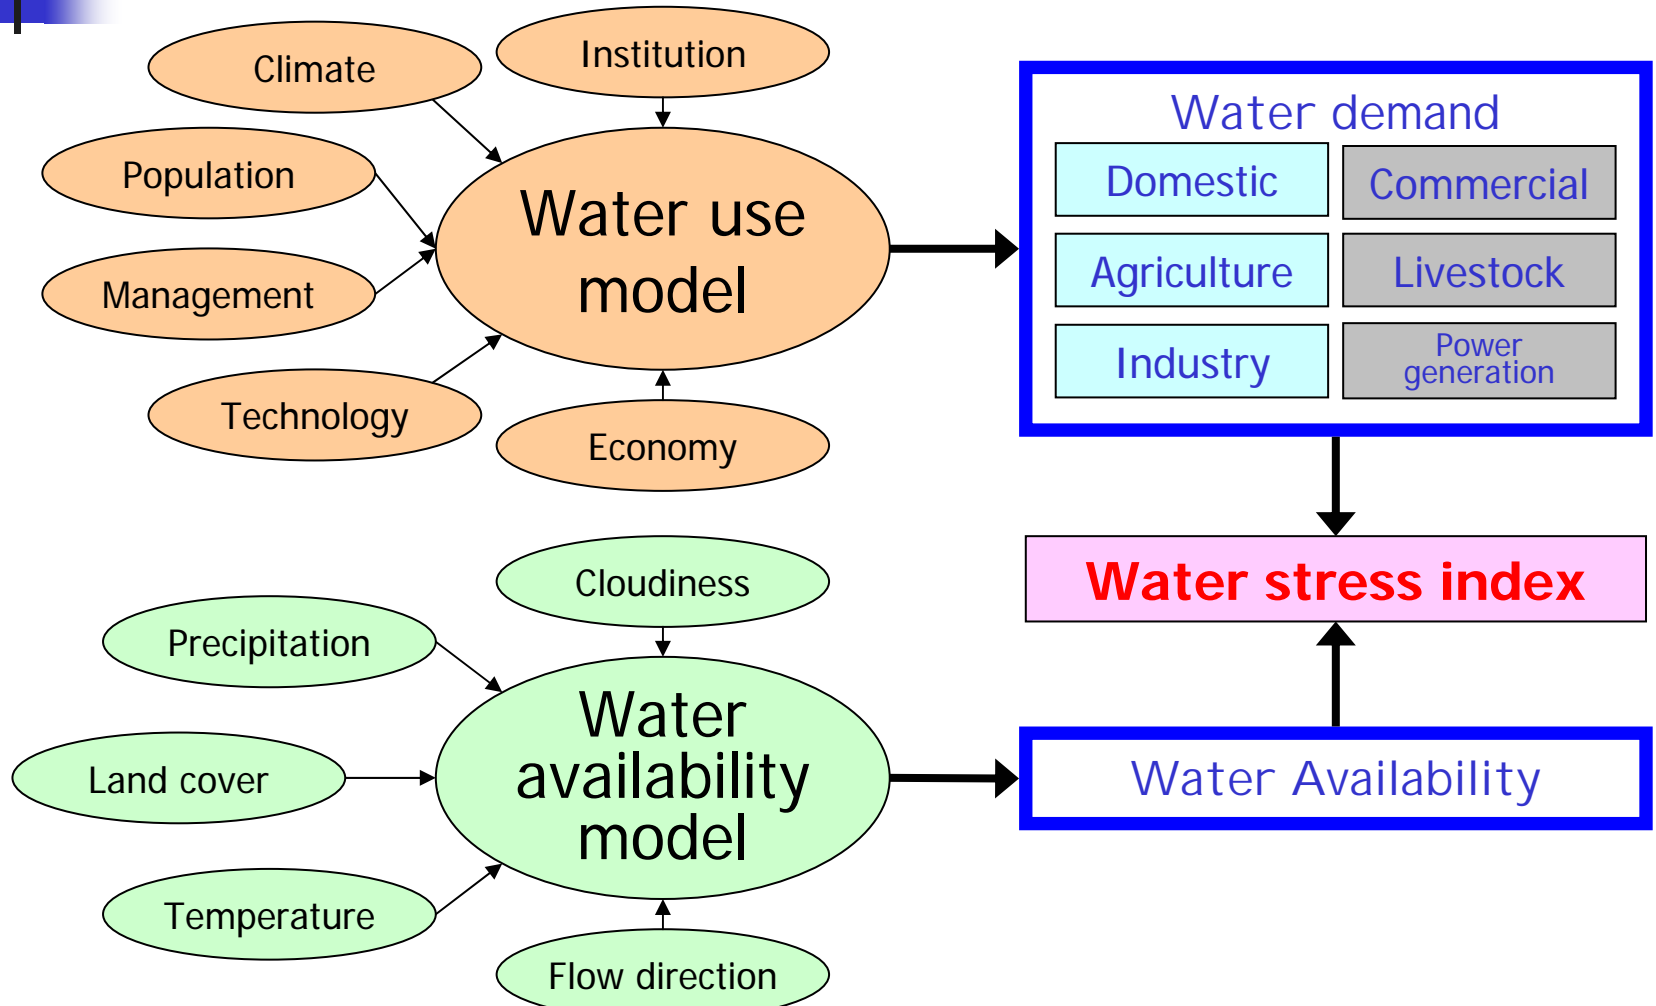 Climate
Institution
Population
Management
Technology
Economy
Water use
model
Water demand
Domestic
Commercial
Agriculture
Livestock
Industry
Power
generation
Water stress index
Cloudiness
Precipitation
Land cover
Temperature
Flow direction
Water
availability
model
Water Availability